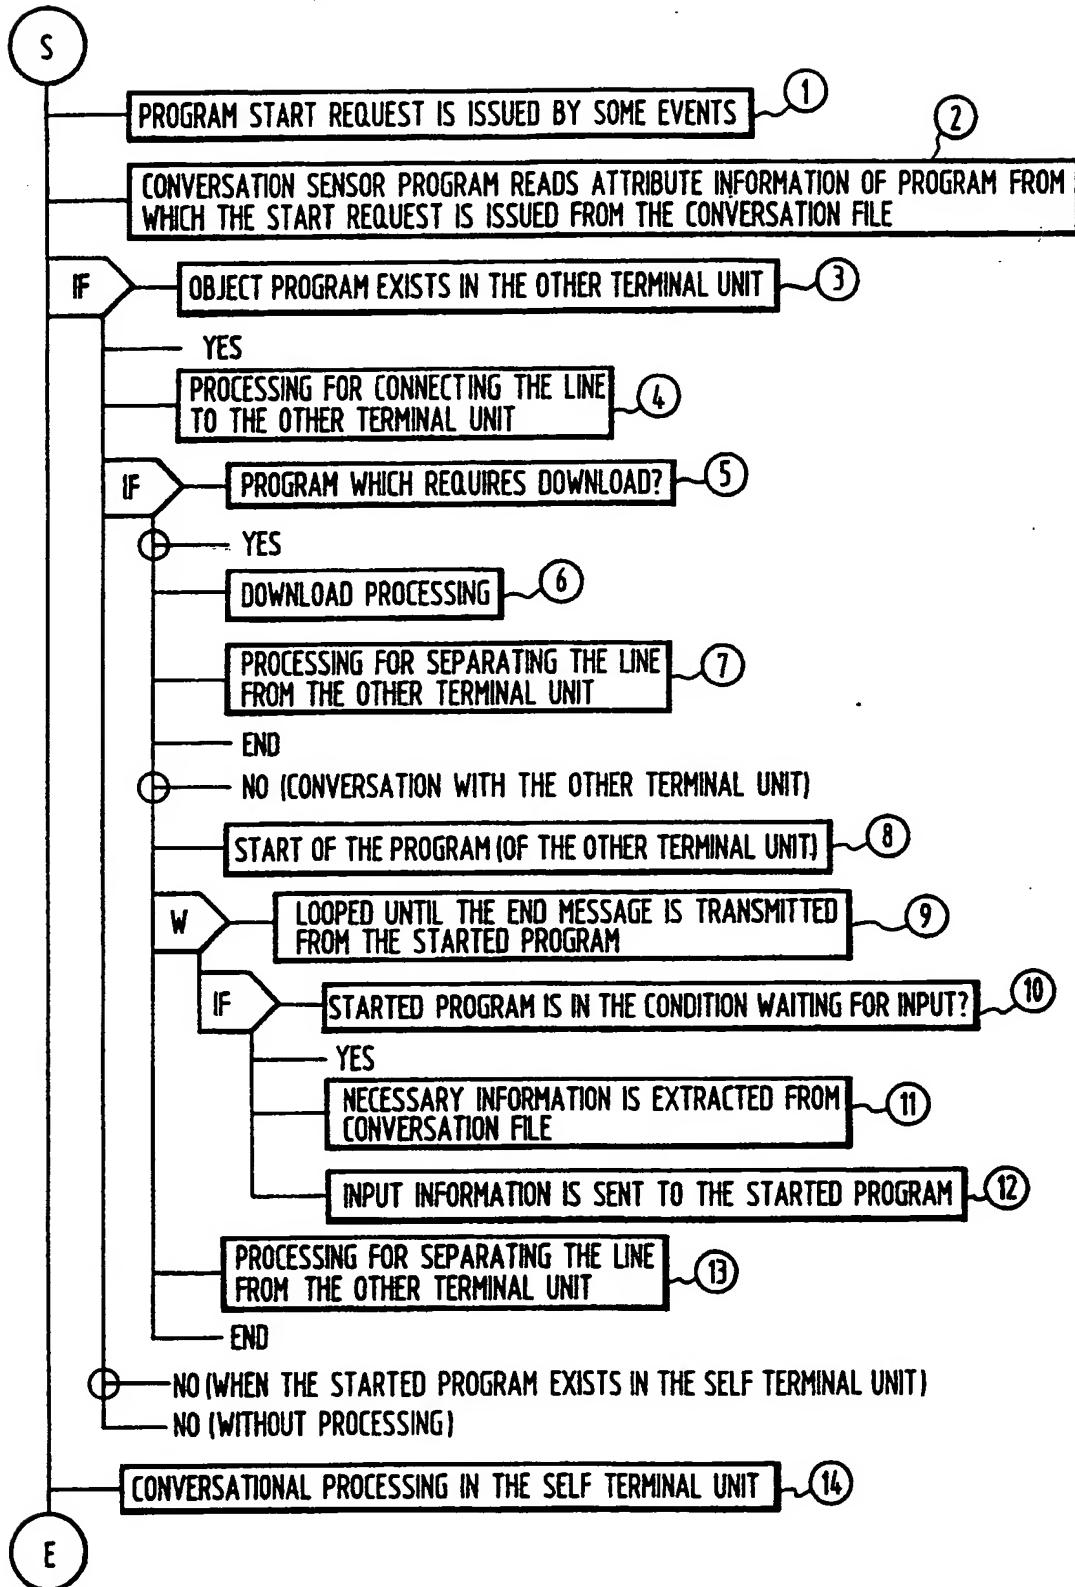 S
PROGRAM START REQUEST IS ISSUED BY SOME EVENTS
1
2
CONVERSATION SENSOR PROGRAM READS ATTRIBUTE INFORMATION OF PROGRAM FROM
WHICH THE START REQUEST IS ISSUED FROM THE CONVERSATION FILE
IF
OBJECT PROGRAM EXISTS IN THE OTHER TERMINAL UNIT
3
YES
PROCESSING FOR CONNECTING THE LINE
TO THE OTHER TERMINAL UNIT
4
IF
PROGRAM WHICH REQUIRES DOWNLOAD?
5
YES
DOWNLOAD PROCESSING
6
PROCESSING FOR SEPARATING THE LINE
FROM THE OTHER TERMINAL UNIT
7
END
NO (CONVERSATION WITH THE OTHER TERMINAL UNIT)
START OF THE PROGRAM (OF THE OTHER TERMINAL UNIT)
8
W
LOOPED UNTIL THE END MESSAGE IS TRANSMITTED
FROM THE STARTED PROGRAM
9
IF
STARTED PROGRAM IS IN THE CONDITION WAITING FOR INPUT?
10
YES
NECESSARY INFORMATION IS EXTRACTED FROM
CONVERSATION FILE
11
INPUT INFORMATION IS SENT TO THE STARTED PROGRAM
12
PROCESSING FOR SEPARATING THE LINE
FROM THE OTHER TERMINAL UNIT
13
END
NO (WHEN THE STARTED PROGRAM EXISTS IN THE SELF TERMINAL UNIT)
NO (WITHOUT PROCESSING)
CONVERSATIONAL PROCESSING IN THE SELF TERMINAL UNIT
14
E